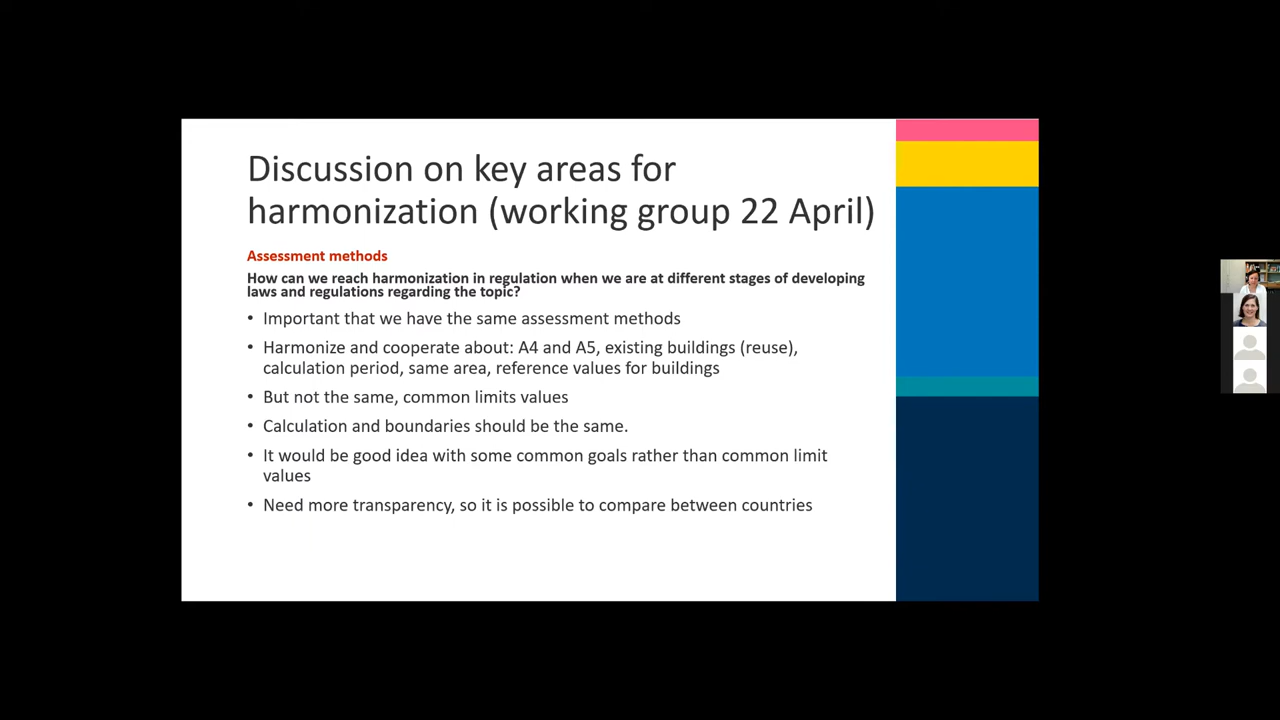 Discussion on key areas for
harmonization (working group 22 April)
Assessment methods
How can we reach harmonization in regulation when we are at different stages of developing
laws and regulations regarding the topic?
• Important that we have the same assessment methods
• Harmonize and cooperate about: A4 and A5, existing buildings (reuse),
calculation period, same area, reference values for buildings
• But not the same, common limits values
• Calculation and boundaries should be the same.
• It would be good idea with some common goals rather than common limit
values
• Need more transparency, so it is possible to compare between countries